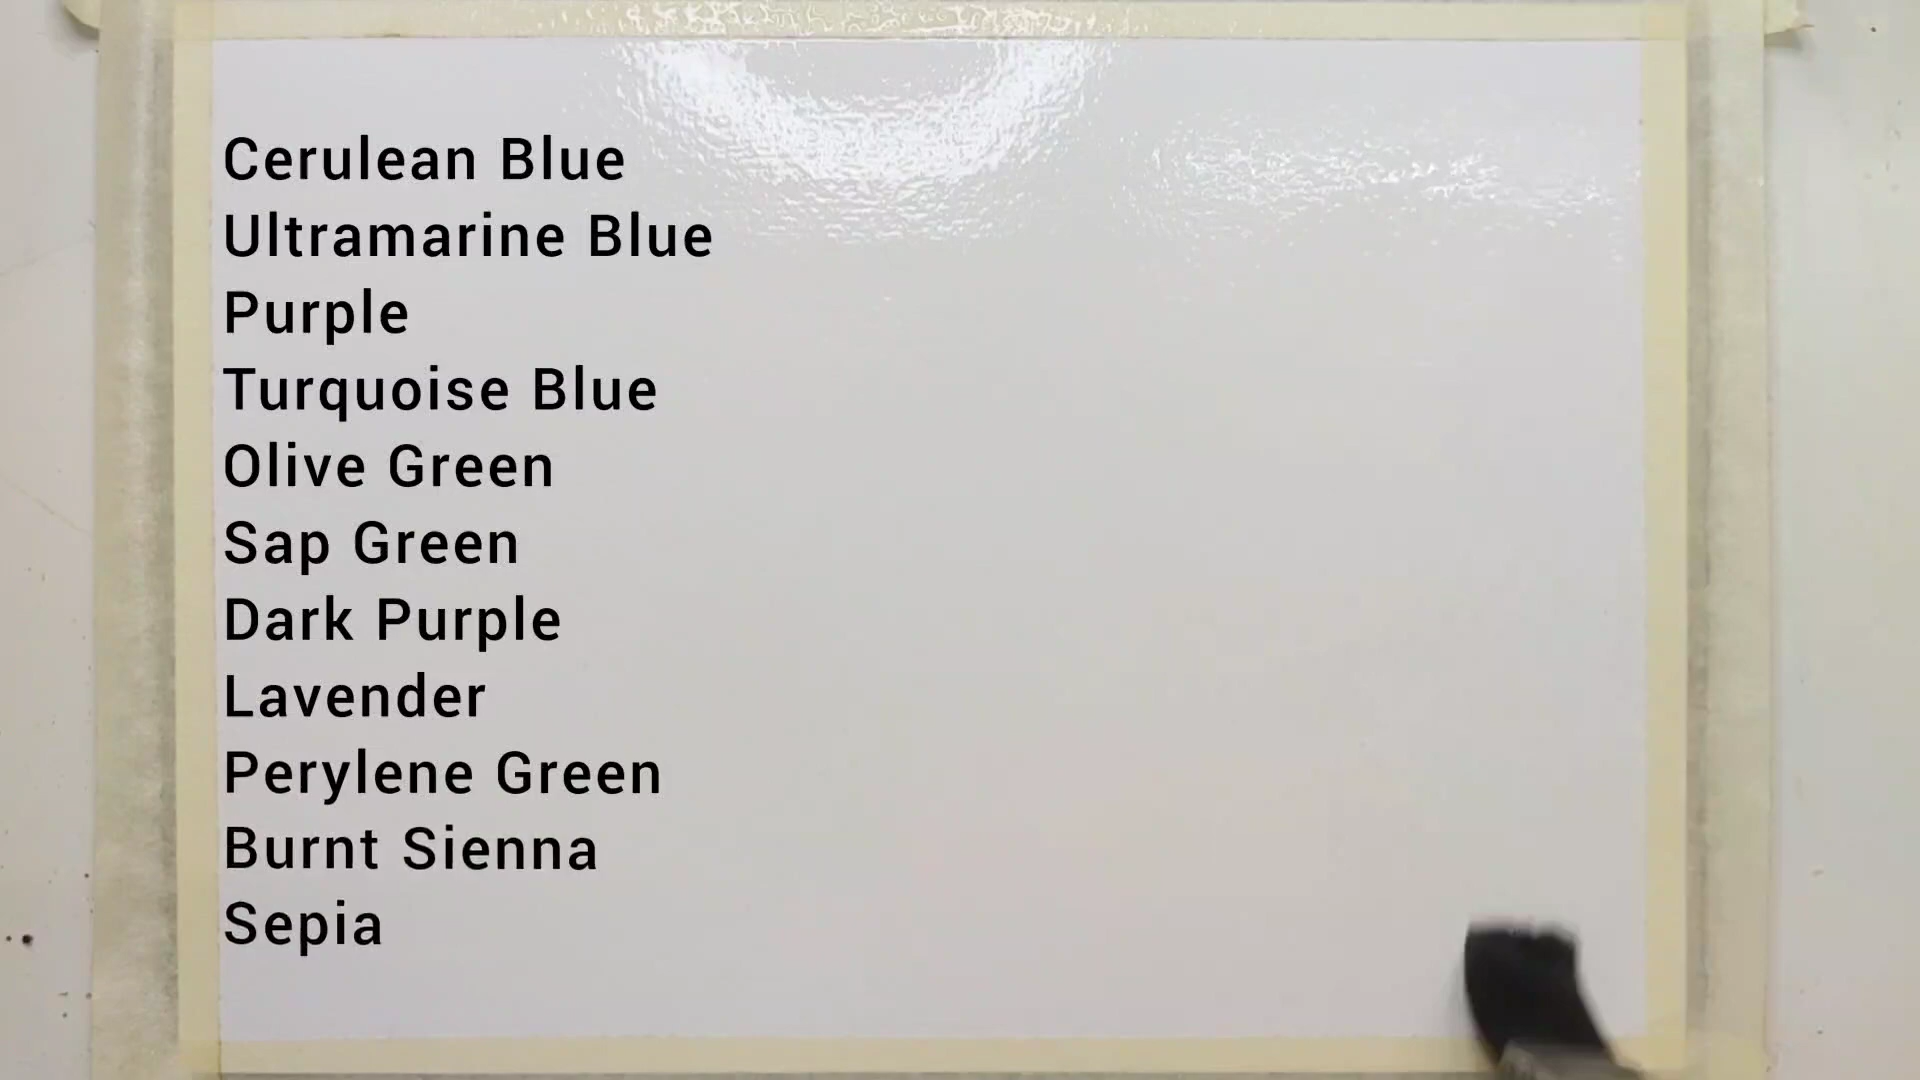 Cerulean Blue
Ultramarine Blue
Purple
Turquoise Blue
Olive Green
Sap Green
Dark Purple
Lavender
Perylene Green
Burnt Sienna
Sepia